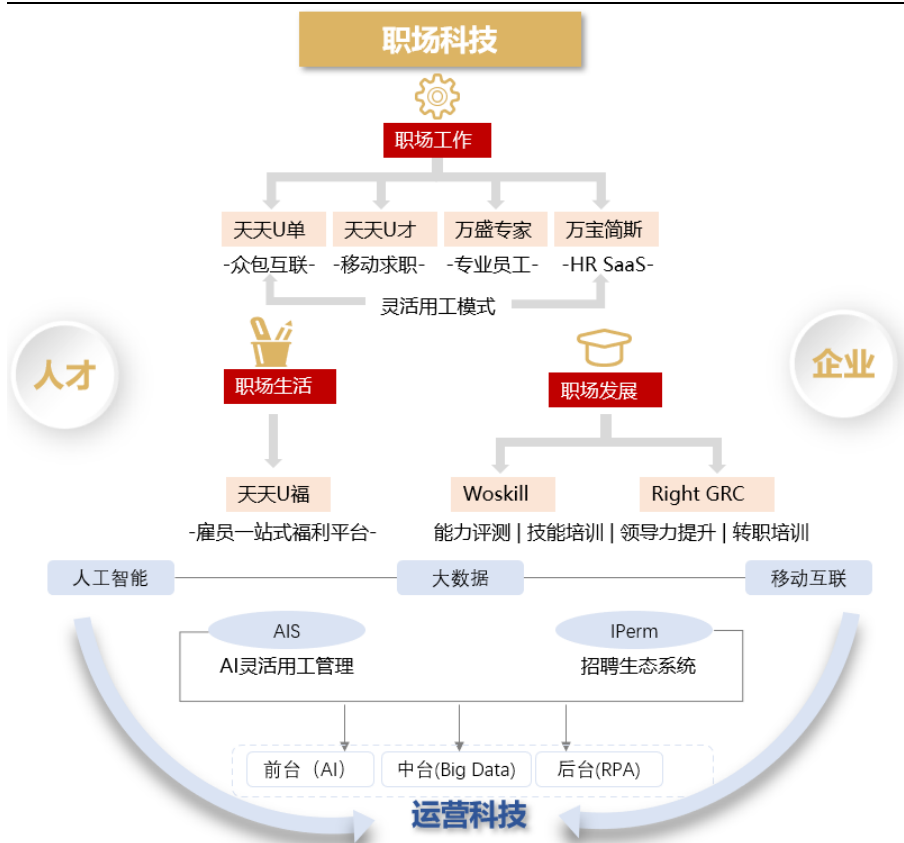 职场科技
职场工作
天天U单 天天U才 万盛专家 万宝简斯
-众包互联- -移动求职- -专业员工- -HR SaaS-
灵活用工模式
人才
企业
职场生活
职场发展
天天U福
Woskill
Right GRC
-雇员一站式福利平台-
能力评测 | 技能培训 | 领导力提升 | 转职培训
人工智能 大数据 移动互联
AIS
IPerm
AI灵活用工管理
招聘生态系统
前台（AI） 中台(Big Data) 后台(RPA)
运营科技